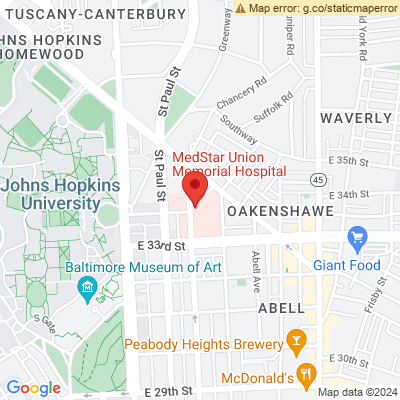 Map error: g.co/staticmaperror
TUSCANY-CANTERBURY
JOHNS HOPKINS
HOMEWOOD
St Paul St
Greenway
Juniper Rd
Old York Rd
Chancery Rd
Suffolk Rd
Southway
WAVERLY
E 35th St
MedStar Union
Memorial Hospital
45
St Paul St
Johns Hopkins
University
E 34th St
OAKENSHAWE
E 33rd St
Baltimore Museum of Art
Abell Ave
Giant Food
Frisby St
S Gate
ABELL
Peabody Heights Brewery
E 30th St
McDonald's
Google
E 29th St
Map data ©2024